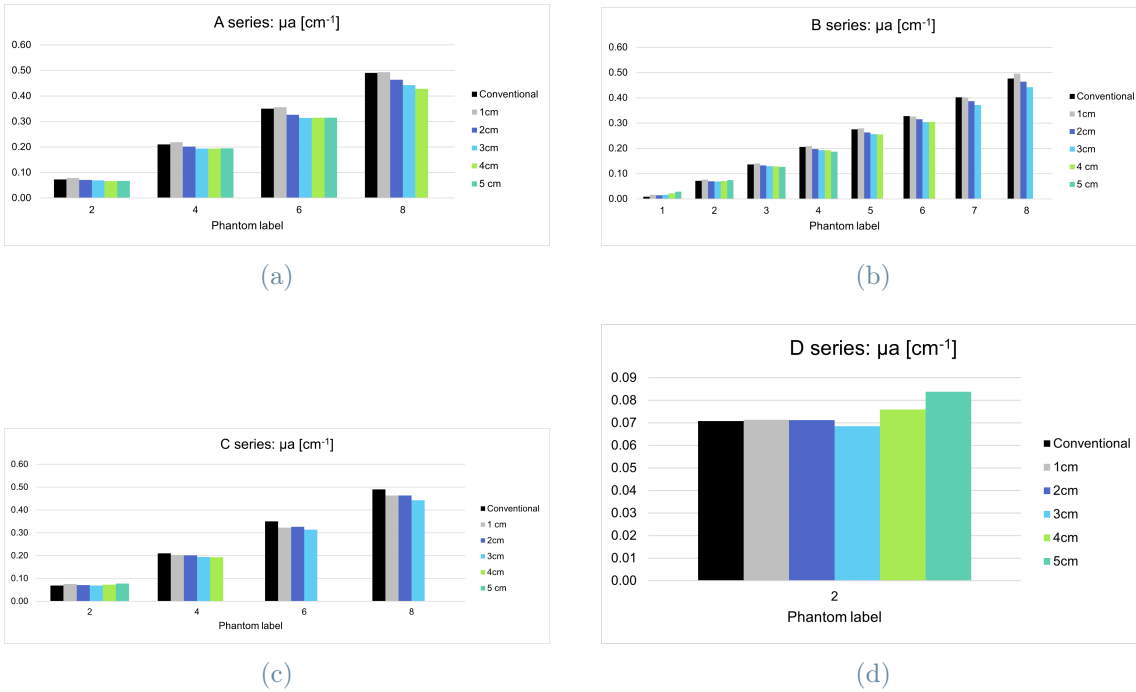 A series: µa [cm⁻¹]
0.60
0.50
0.40
0.30
0.20
0.10
0.00
2 4 6 8
Phantom label
Conventional
1cm
2cm
3cm
4cm
5 cm
(a)
B series: µa [cm⁻¹]
0.60
0.50
0.40
0.30
0.20
0.10
0.00
1 2 3 4 5 6 7 8
Phantom label
Conventional
1cm
2cm
3cm
4 cm
5 cm
(b)
C series: µa [cm⁻¹]
0.60
0.50
0.40
0.30
0.20
0.10
0.00
2 4 6 8
Phantom label
Conventional
1 cm
2cm
3cm
4cm
5 cm
(c)
D series: µa [cm⁻¹]
0.09
0.08
0.07
0.06
0.05
0.04
0.03
0.02
0.01
0.00
2
Phantom label
Conventional
1cm
2cm
3cm
4cm
5cm
(d)